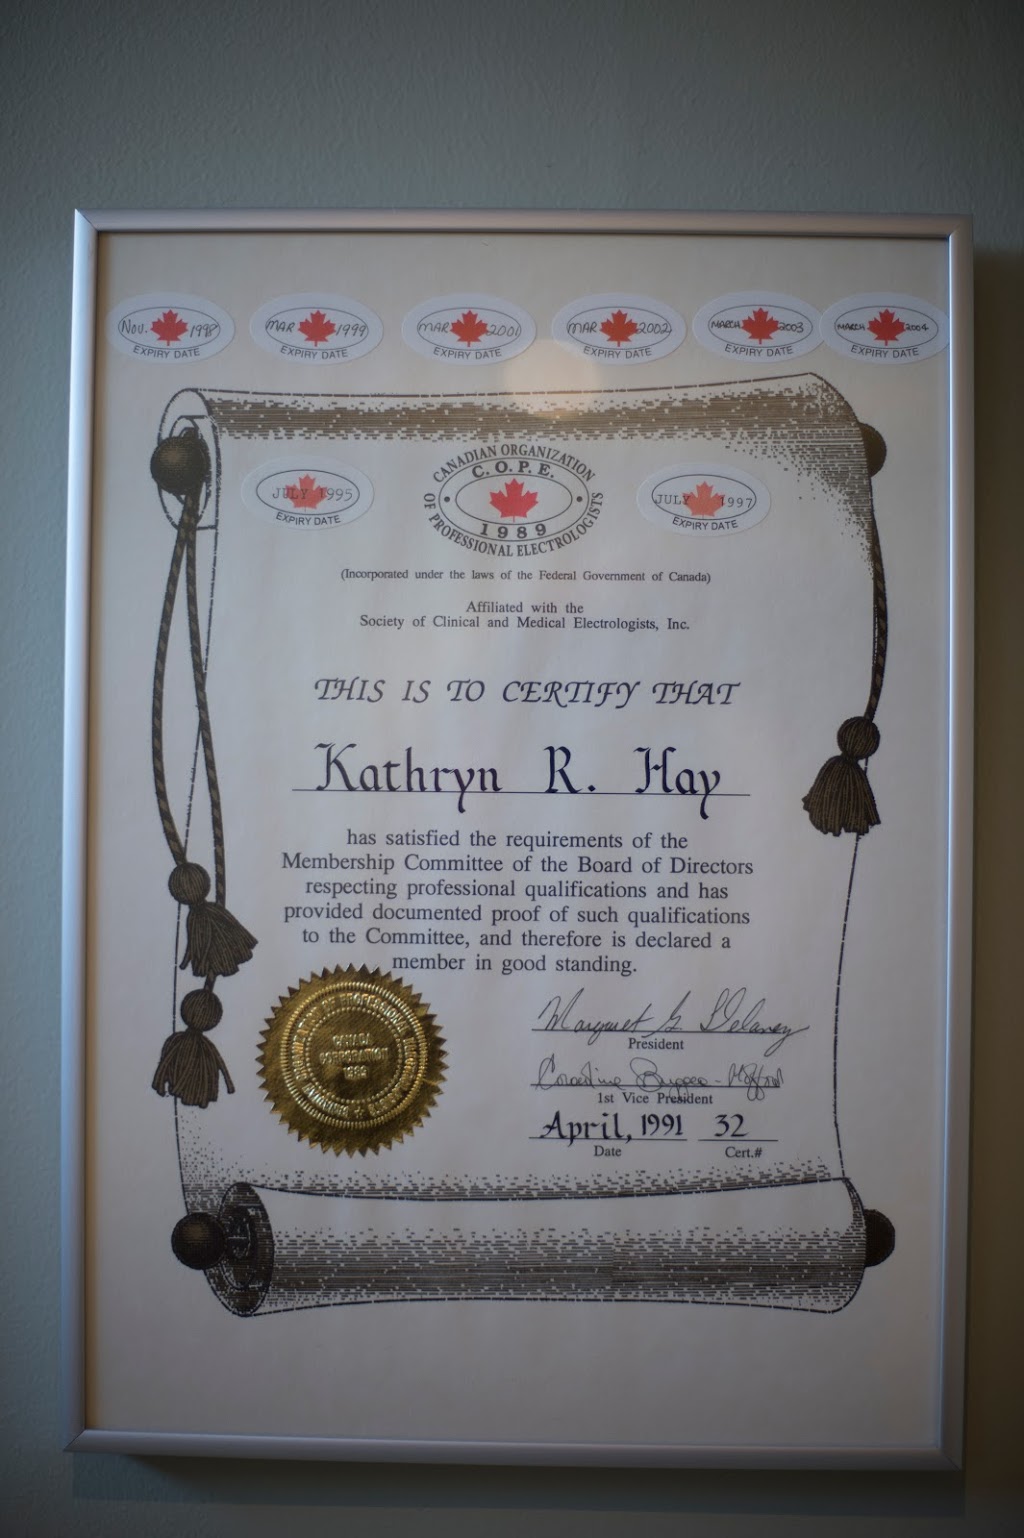 Nov. 1998
EXPIRY DATE
MAR 1999
EXPIRY DATE
MAR 2001
EXPIRY DATE
MAR 2002
EXPIRY DATE
MARCH 2003
EXPIRY DATE
MARCH 2004
EXPIRY DATE
JULY 1995
EXPIRY DATE
CANADIAN ORGANIZATION
C.O.P.E.
1989
OF PROFESSIONAL ELECTROLOGISTS
JULY 1997
EXPIRY DATE
(Incorporated under the laws of the Federal Government of Canada)
Affiliated with the
Society of Clinical and Medical Electrologists, Inc.
THIS IS TO CERTIFY THAT
Kathryn R. Hay
has satisfied the requirements of the
Membership Committee of the Board of Directors
respecting professional qualifications and has
provided documented proof of such qualifications
to the Committee, and therefore is declared a
member in good standing.
Margaret G. Delaney
President
1st Vice President
April, 1991 32
Date Cert.#
CORPORATION